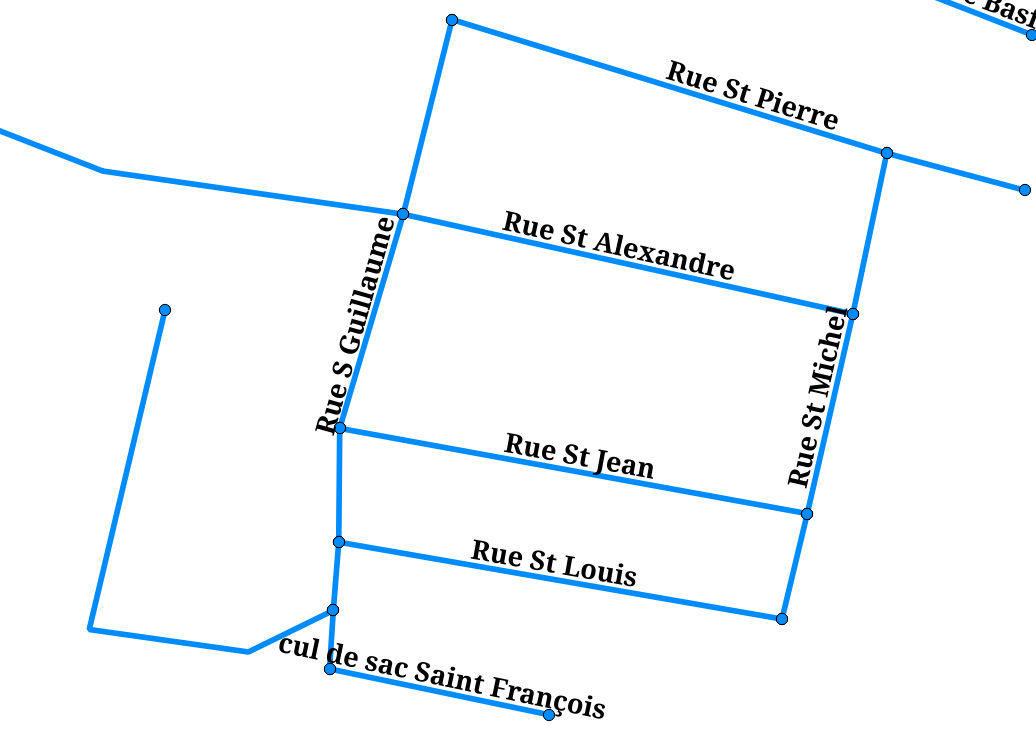 Rue St Pierre
Rue St Alexandre
Rue S Guillaume
Rue St Michel
Rue St Jean
Rue St Louis
cul de sac Saint François